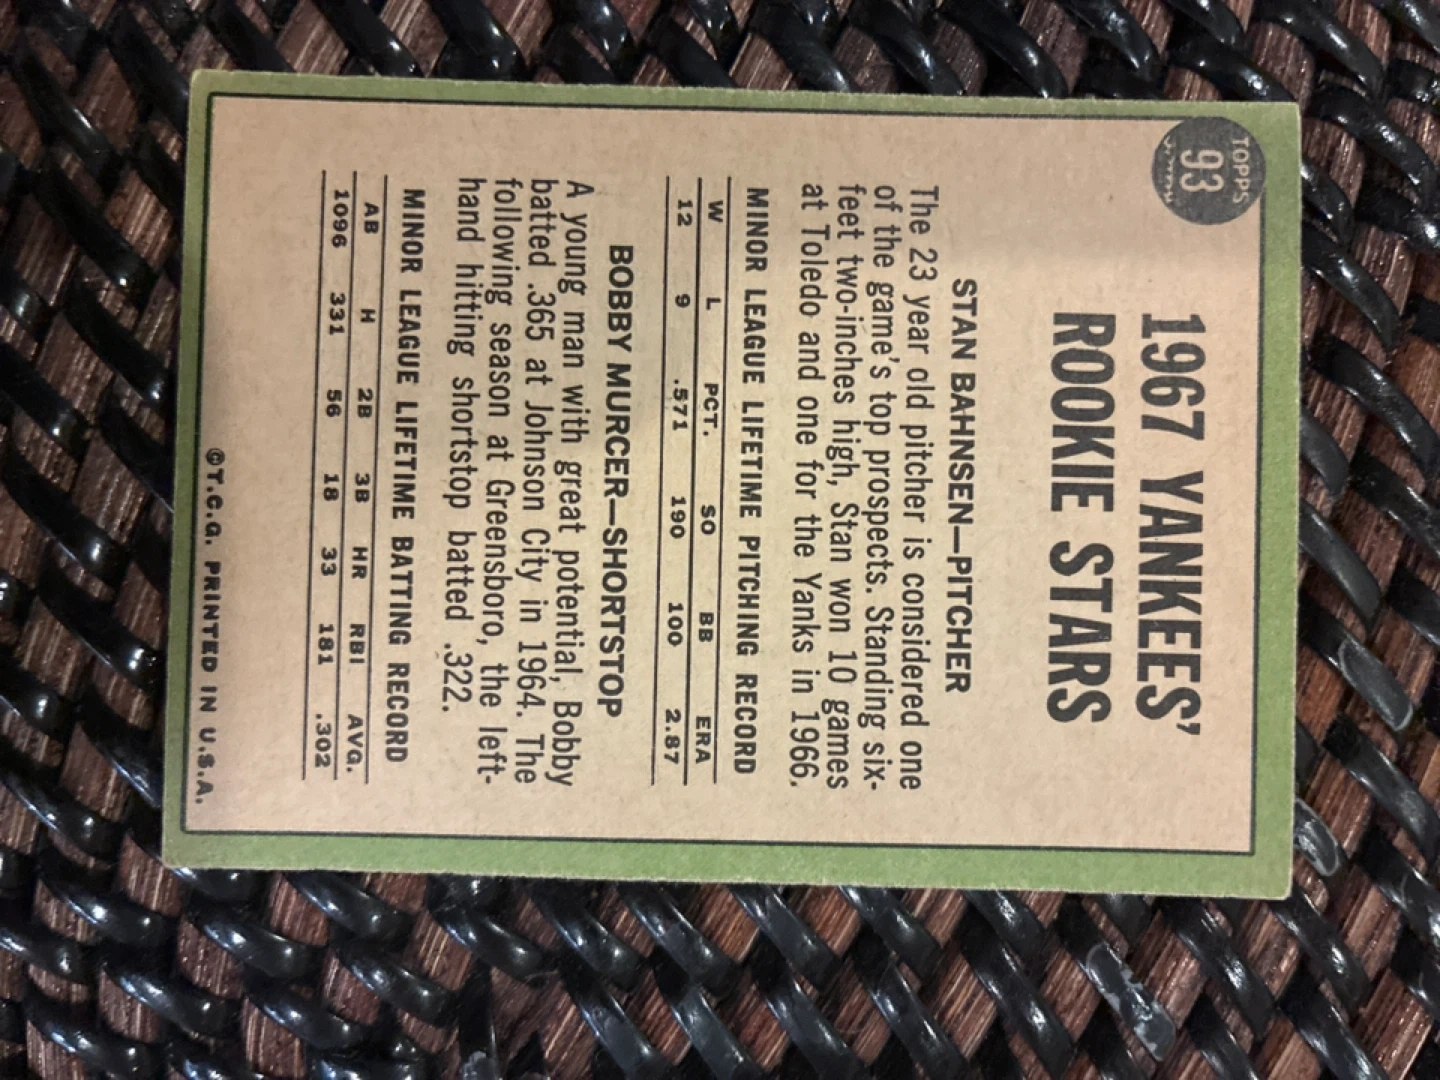 TOPPS
93
1967 YANKEES'
ROOKIE STARS
STAN BAHNSEN—PITCHER
The 23 year old pitcher is considered one
of the game's top prospects. Standing six-
feet two-inches high, Stan won 10 games
at Toledo and one for the Yanks in 1966.
MINOR LEAGUE LIFETIME PITCHING RECORD
W L PCT. SO BB ERA
12 9 .571 190 100 2.87
BOBBY MURCER—SHORTSTOP
A young man with great potential, Bobby
batted .365 at Johnson City in 1964. The
following season at Greensboro, the left-
hand hitting shortstop batted .322.
MINOR LEAGUE LIFETIME BATTING RECORD
AB H 2B 3B HR RBI AVG.
1096 331 56 18 33 181 .302
©T.C.G. PRINTED IN U.S.A.